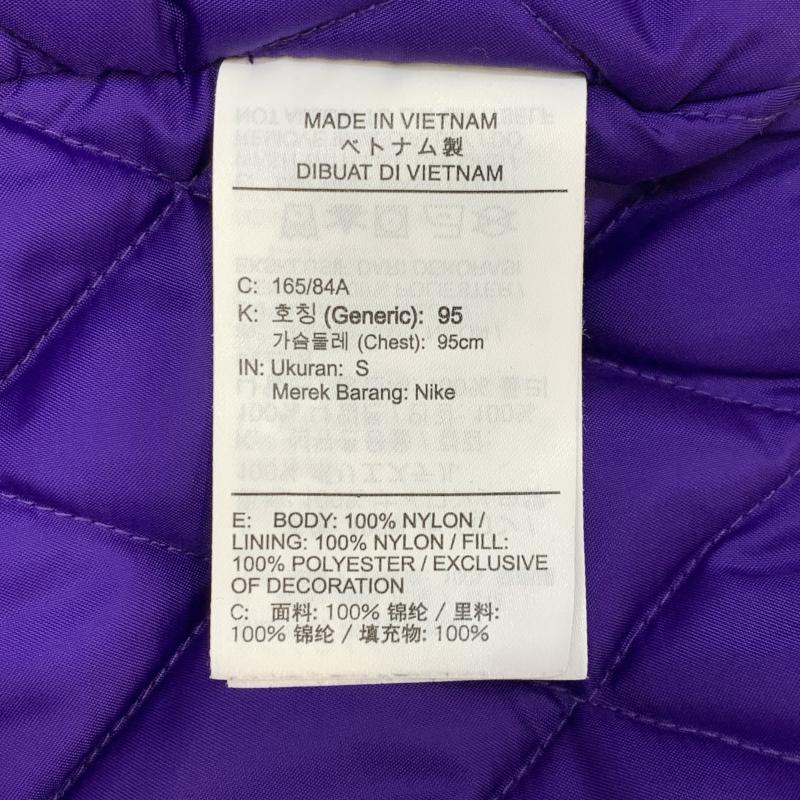 MADE IN VIETNAM
ベトナム製
DIBUAT DI VIETNAM
C: 165/84A
K: 호칭 (Generic): 95
가슴둘레 (Chest): 95cm
IN: Ukuran: S
Merek Barang: Nike
E: BODY: 100% NYLON /
LINING: 100% NYLON / FILL:
100% POLYESTER / EXCLUSIVE
OF DECORATION
C: 面料: 100% 锦纶 / 里料:
100% 锦纶 / 填充物: 100%